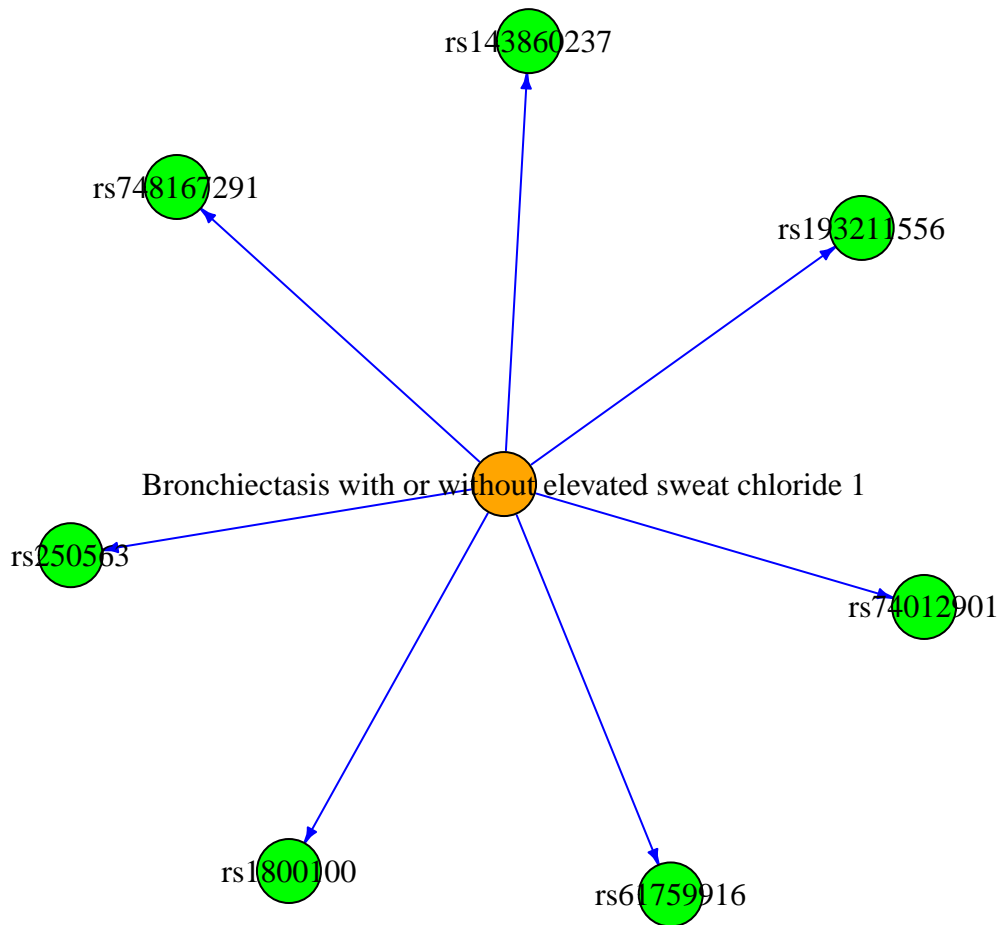 rs143860237
rs748167291
rs193211556
Bronchiectasis with or without elevated sweat chloride 1
rs250563
rs74012901
rs1800100
rs61759916